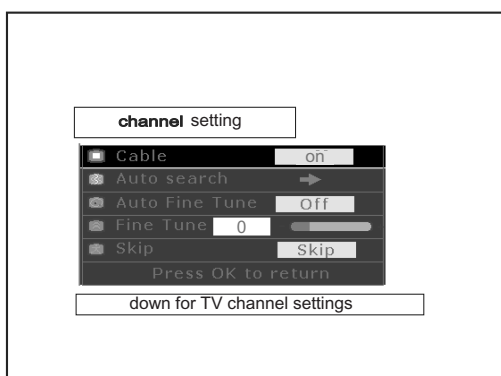 channel setting
Cable on
Auto search
Auto Fine Tune Off
Fine Tune 0
Skip Skip
Press OK to return
down for TV channel settings